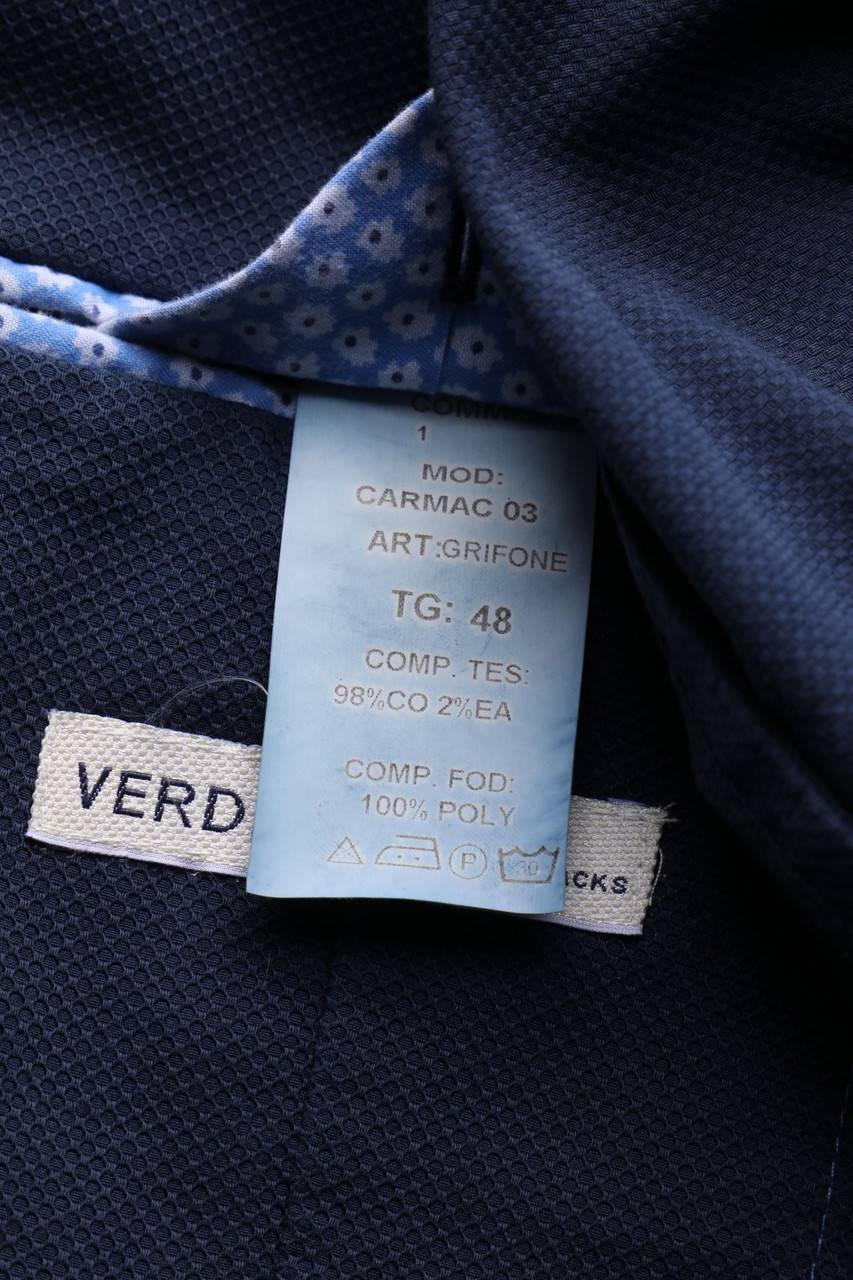 COMM
1
MOD:
CARMAC 03
ART:GRIFONE
TG: 48
COMP. TES:
98%CO 2%EA
COMP. FOD:
100% POLY
P 30
VERD
ACKS